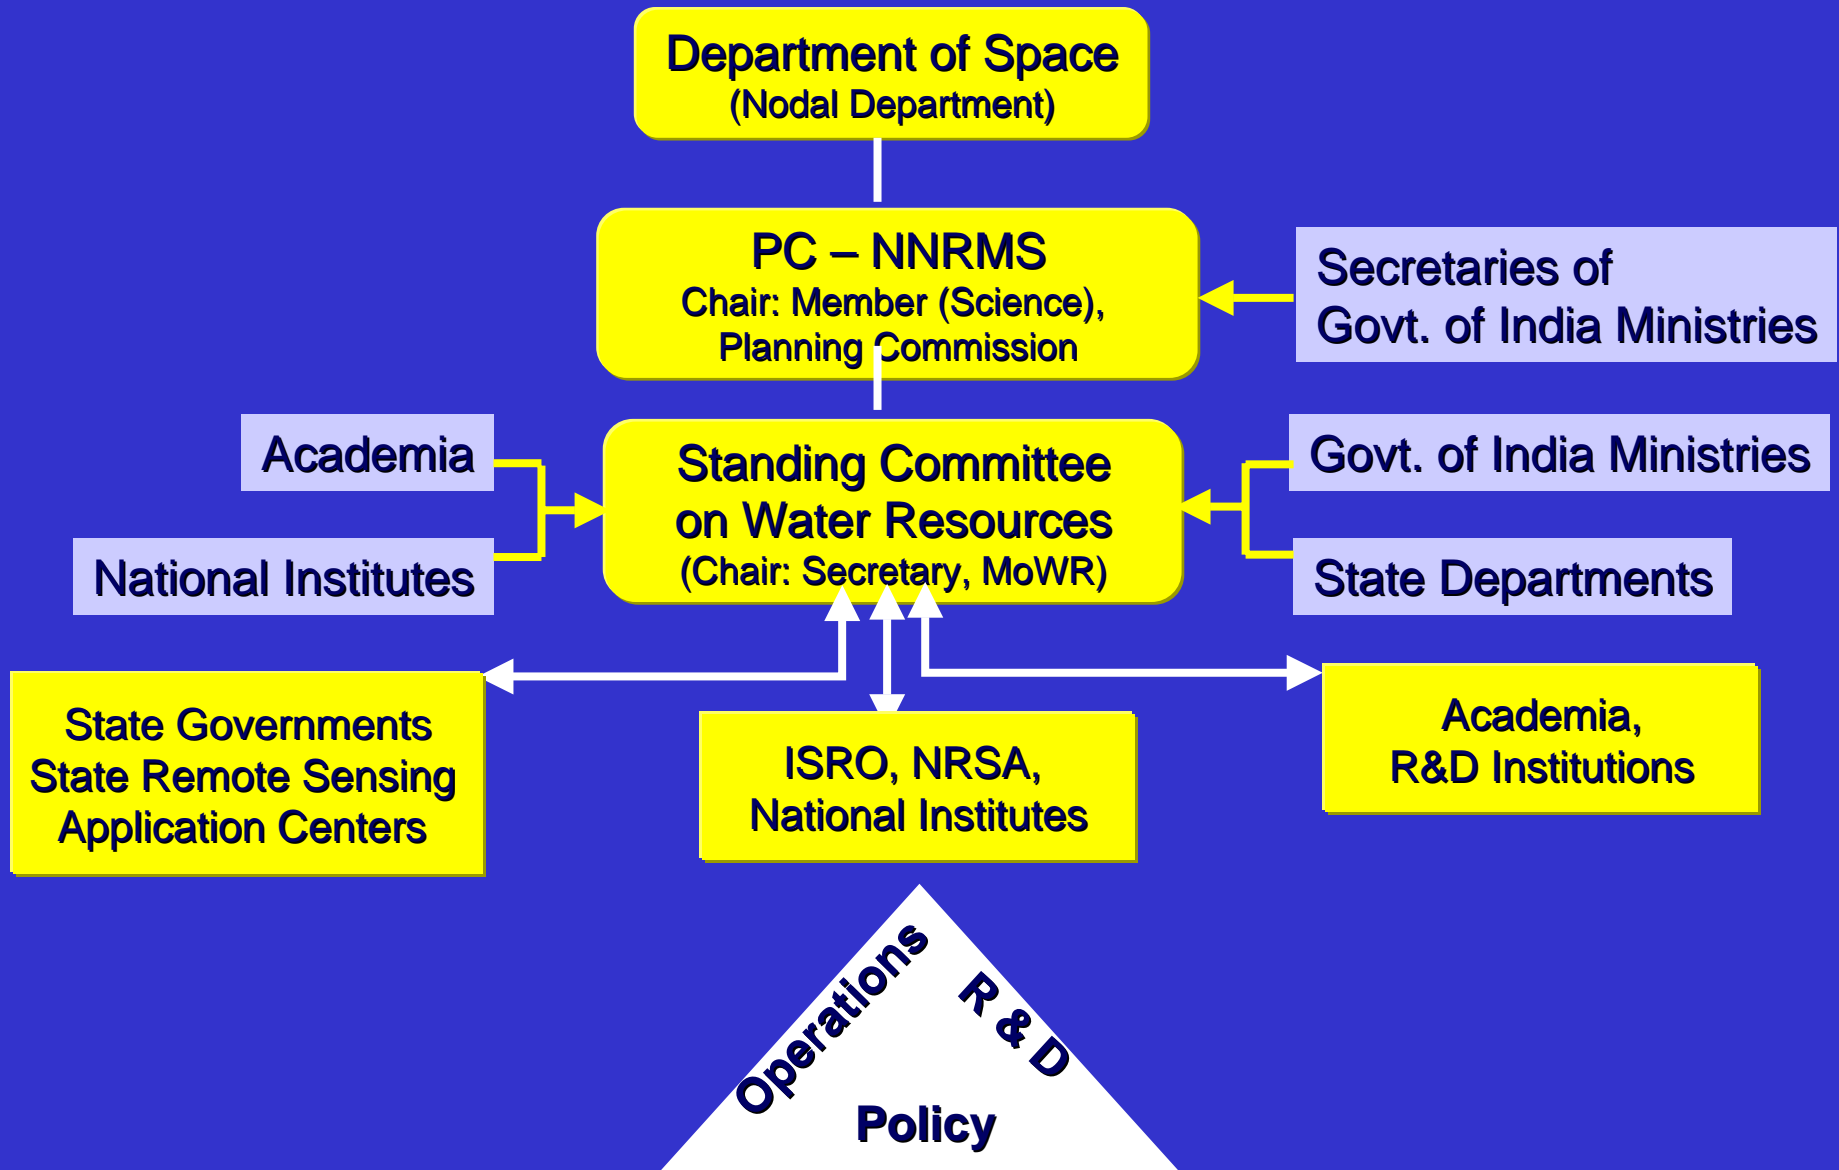 Department of Space
(Nodal Department)
PC – NNRMS
Chair: Member (Science),
Planning Commission
Secretaries of
Govt. of India Ministries
Academia
National Institutes
Standing Committee
on Water Resources
(Chair: Secretary, MoWR)
Govt. of India Ministries
State Departments
State Governments
State Remote Sensing
Application Centers
ISRO, NRSA,
National Institutes
Academia,
R&D Institutions
Operations
R & D
Policy